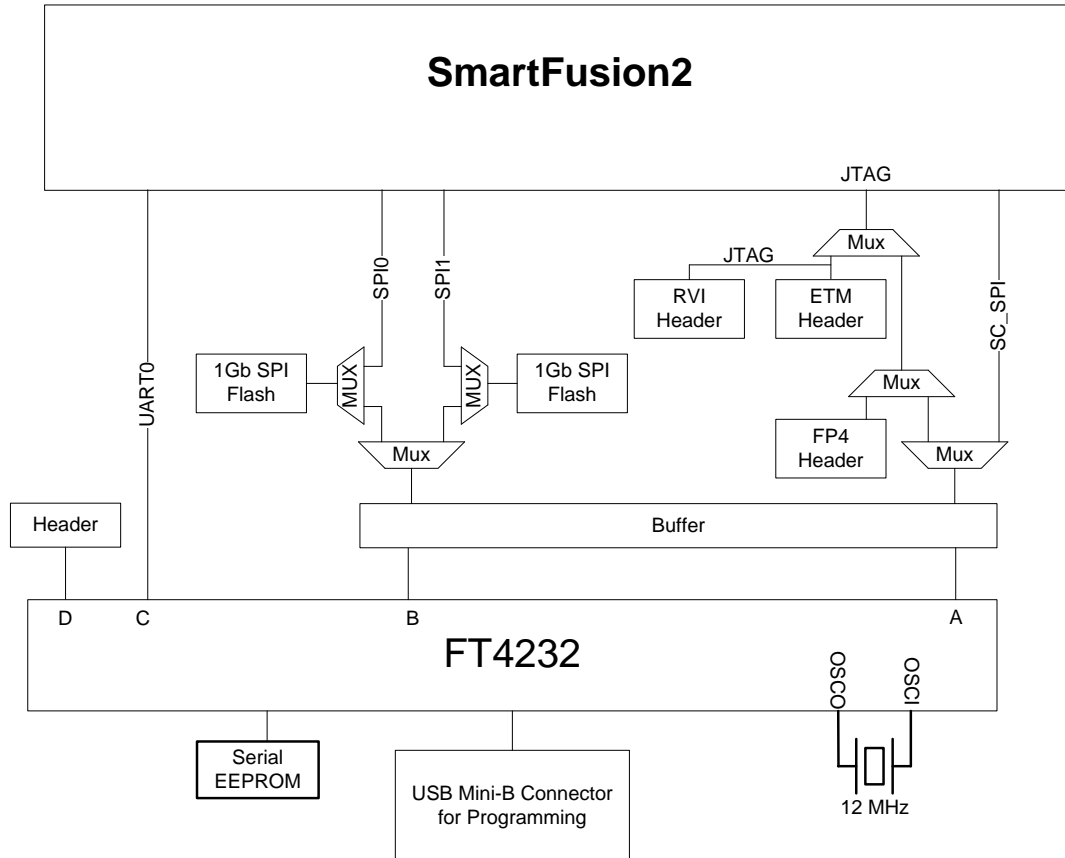 SmartFusion2
JTAG
Mux
JTAG
SPI0
SPI1
RVI
Header
ETM
Header
SC_SPI
1Gb SPI
Flash
MUX
MUX
1Gb SPI
Flash
UART0
Mux
FP4
Header
Mux
Mux
Header
Buffer
D
C
B
A
FT4232
OSCO
OSCI
Serial
EEPROM
USB Mini-B Connector
for Programming
12 MHz